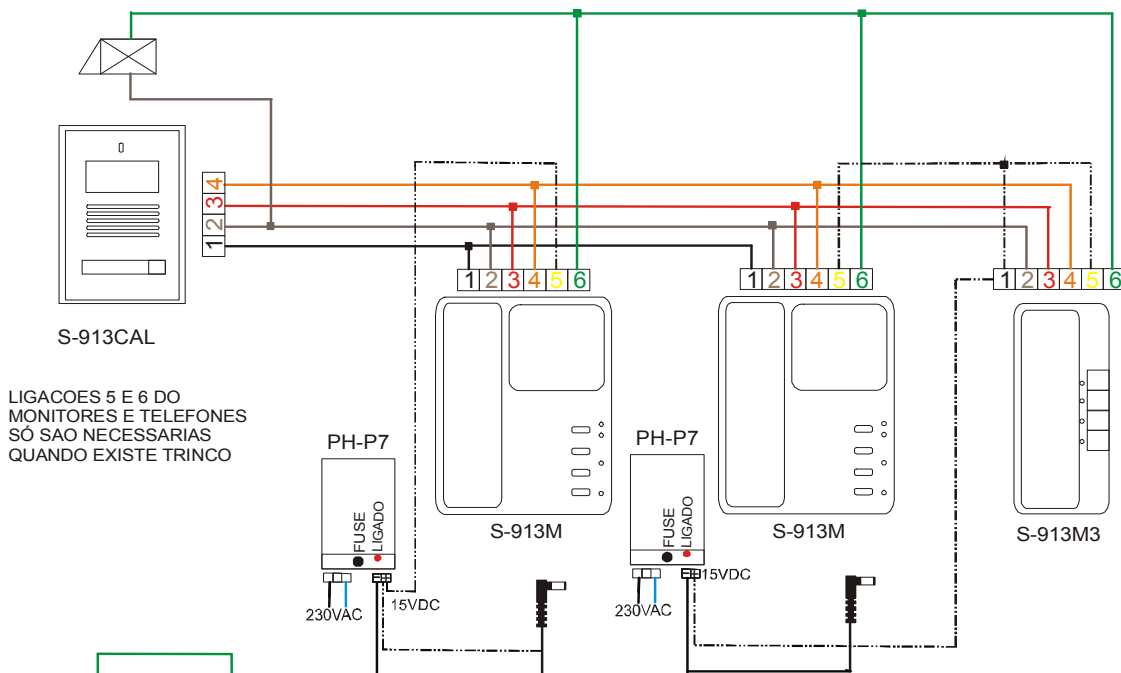 4
3
2
1
S-913CAL
LIGACOES 5 E 6 DO
MONITORES E TELEFONES
SÓ SAO NECESSARIAS
QUANDO EXISTE TRINCO
1 2 3 4 5 6
S-913M
1 2 3 4 5 6
S-913M
1 2 3 4 5 6
S-913M3
PH-P7
FUSE
LIGADO
230VAC
15VDC
PH-P7
FUSE
LIGADO
230VAC
15VDC